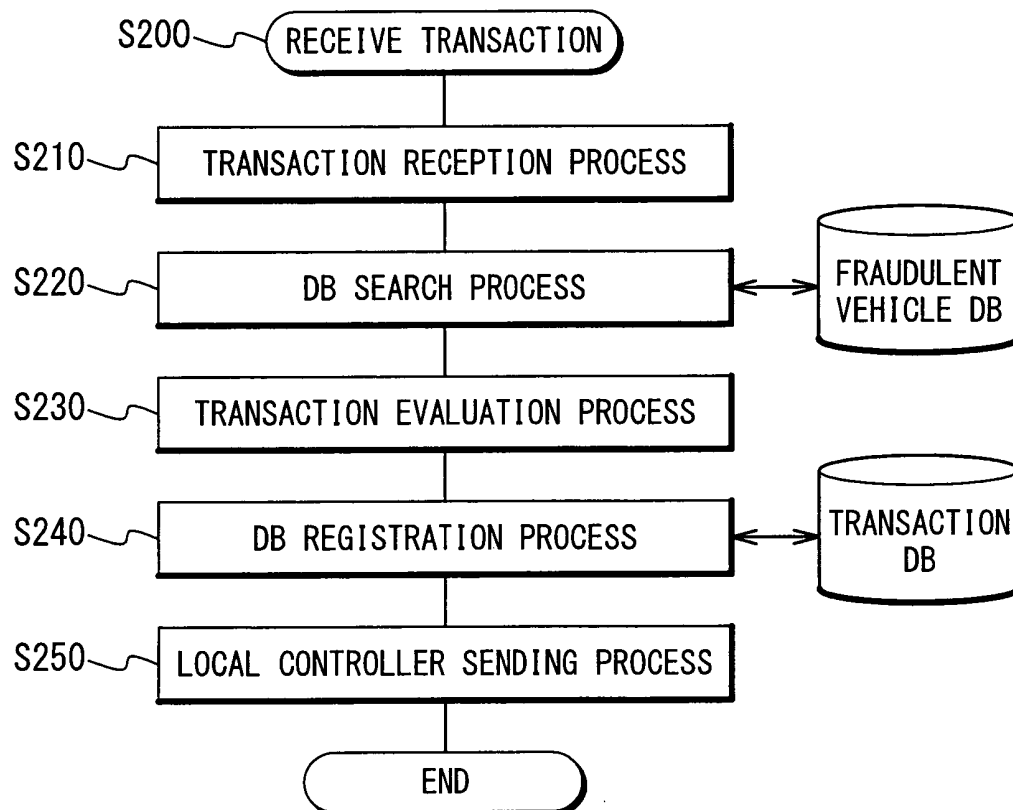 S200
RECEIVE TRANSACTION
S210
TRANSACTION RECEPTION PROCESS
S220
DB SEARCH PROCESS
FRAUDULENT
VEHICLE DB
S230
TRANSACTION EVALUATION PROCESS
S240
DB REGISTRATION PROCESS
TRANSACTION
DB
S250
LOCAL CONTROLLER SENDING PROCESS
END